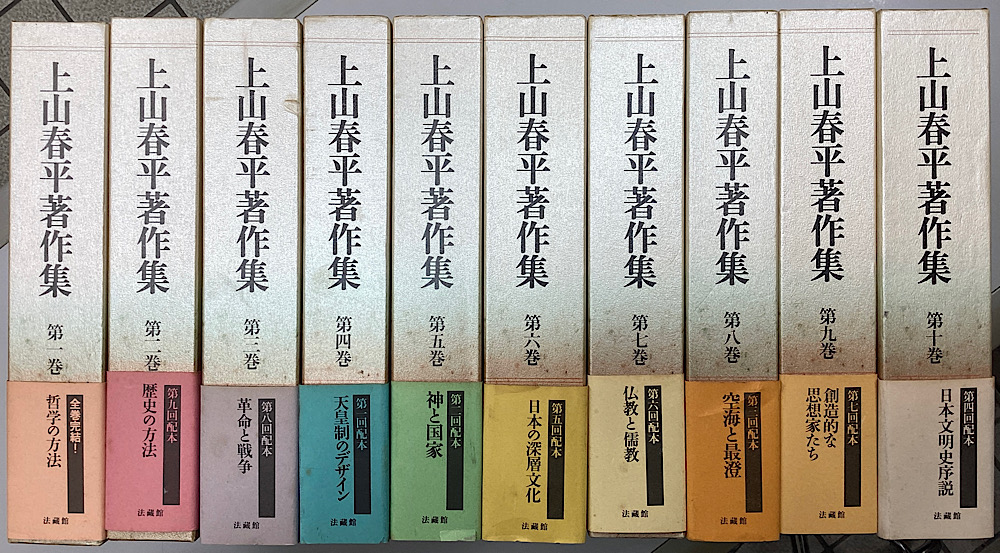 上山春平著作集
第一巻
全巻完結!
哲学の方法
法藏館
上山春平著作集
第二巻
第九回配本
歴史の方法
法藏館
上山春平著作集
第三巻
第八回配本
革命と戦争
法藏館
上山春平著作集
第四巻
第一回配本
天皇制のデザイン
法藏館
上山春平著作集
第五巻
第二回配本
神と国家
法藏館
上山春平著作集
第六巻
第五回配本
日本の深層文化
法藏館
上山春平著作集
第七巻
第六回配本
仏教と儒教
法藏館
上山春平著作集
第八巻
第三回配本
空海と最澄
法藏館
上山春平著作集
第九巻
第七回配本
創造的な
思想家たち
法藏館
上山春平著作集
第十巻
第四回配本
日本文明史序説
法藏館